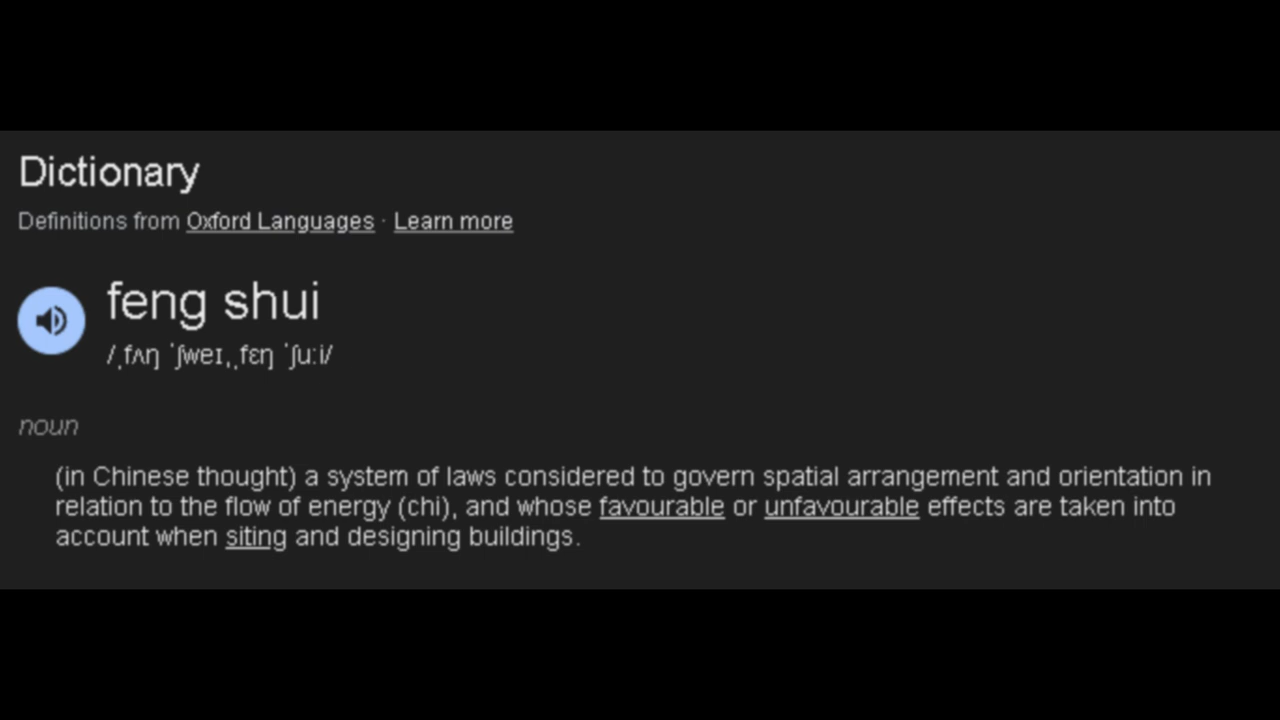 Dictionary
Definitions from Oxford Languages · Learn more
feng shui
/ˌfʌŋ ˈʃweɪ,ˌfɛŋ ˈʃuːi/
noun
(in Chinese thought) a system of laws considered to govern spatial arrangement and orientation in
relation to the flow of energy (chi), and whose favourable or unfavourable effects are taken into
account when siting and designing buildings.